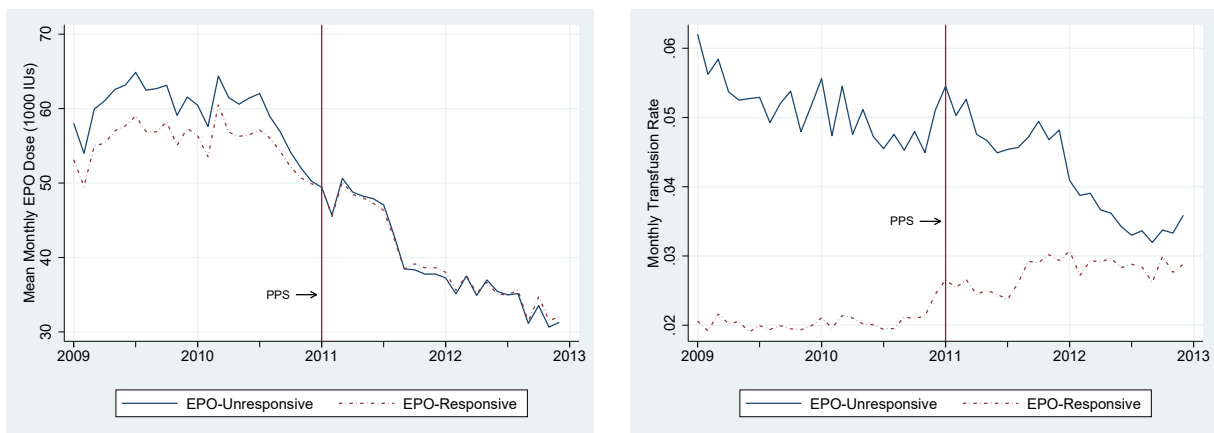 Mean Monthly EPO Dose (1000 IUs)
70
60
50
40
30
PPS
2009
2010
2011
2012
2013
EPO-Unresponsive
EPO-Responsive
Monthly Transfusion Rate
.06
.05
.04
.03
.02
PPS
2009
2010
2011
2012
2013
EPO-Unresponsive
EPO-Responsive